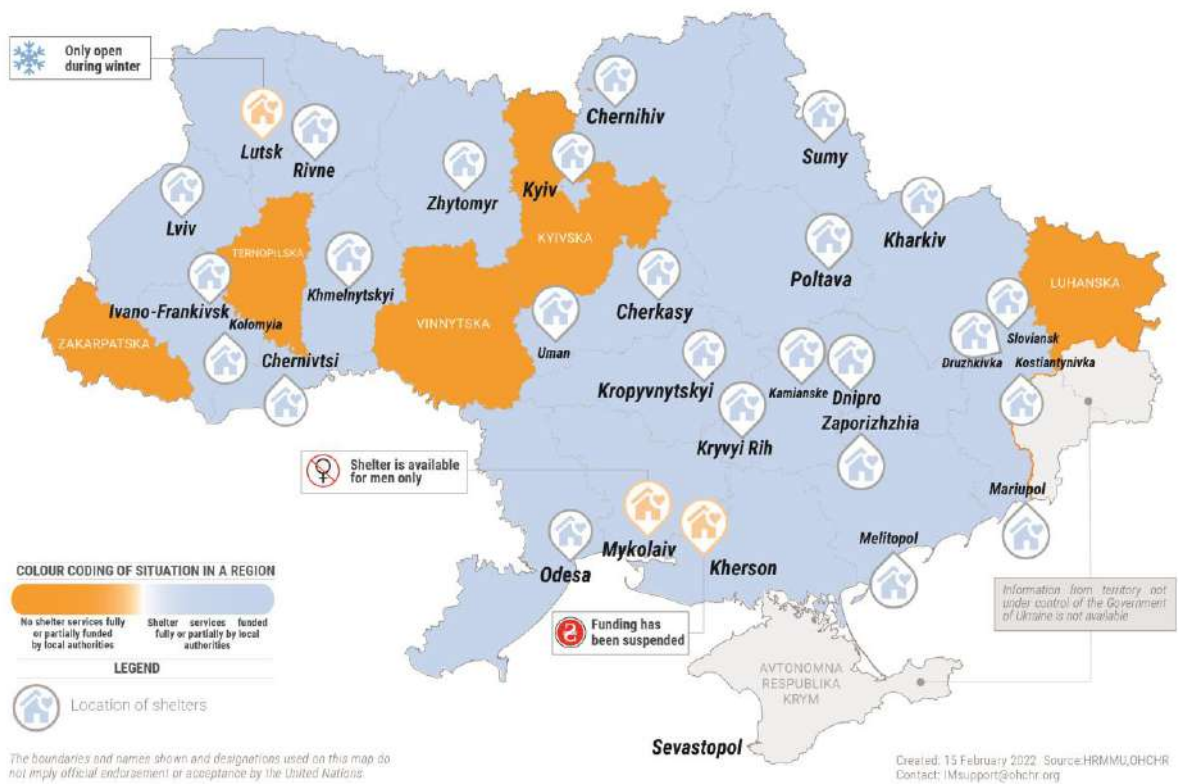 Only open
during winter
Chernihiv
Lutsk
Rivne
Sumy
Zhytomyr
Kyiv
Lviv
KYIVSKA
Kharkiv
TERNOPILSKA
Poltava
LUHANSKA
Khmelnytskyi
Ivano-Frankivsk
Cherkasy
Kolomyia
VINNYTSKA
Uman
Sloviansk
ZAKARPATSKA
Chernivtsi
Druzhkivka
Kostiantynivka
Kropyvnytskyi
Kamianske
Dnipro
Zaporizhzhia
Kryvyi Rih
Shelter is available
for men only
Mariupol
Melitopol
Mykolaiv
Odesa
Kherson
COLOUR CODING OF SITUATION IN A REGION
No shelter services fully
or partially funded
by local authorities
Shelter services funded
fully or partially by local
authorities
Information from territory not
under control of the Government
of Ukraine is not available
Funding has
been suspended
LEGEND
Location of shelters
AVTONOMNA
RESPUBLIKA
KRYM
Sevastopol
The boundaries and names shown and designations used on this map do
not imply official endorsement or acceptance by the United Nations.
Created: 15 February 2022 Source:HRMMU,OHCHR
Contact: IMsupport@ohchr.org